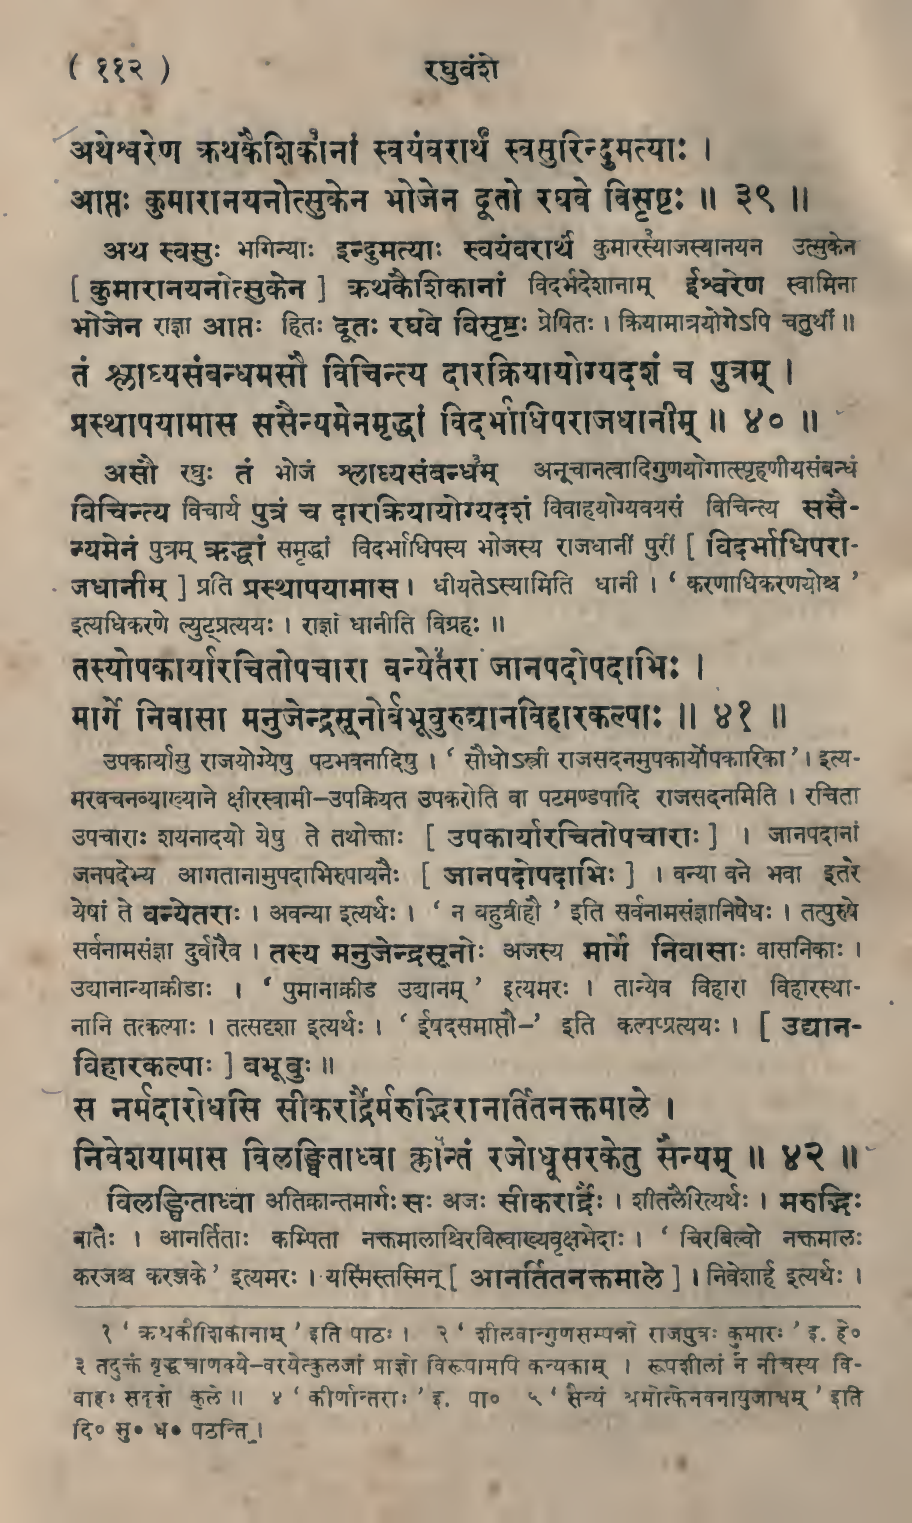 ( ११२ ) रघुवंशे
अथेश्वरेण क्रथकैशिकानां स्वयंवरार्थं स्वसुरिन्दुमत्याः ।
आप्तः कुमारानयनोत्सुकेन भोजेन दूतो रघवे विसृष्टः ॥ ३९ ॥
अथ स्वसुः भगिन्याः इन्दुमत्याः स्वयंवरार्थं कुमारस्याजस्यानयन उत्सुकेन
[ कुमारानयनोत्सुकेन ] क्रथकैशिकानां विदर्भदेशानाम् ईश्वरेण स्वामिना
भोजेन राज्ञा आप्तः हितः दूतः रघवे विसृष्टः प्रेषितः । क्रियामात्रयोगेऽपि चतुर्थी ॥
तं श्लाघ्यसंबन्धमसौ विचिन्त्य दारक्रियायोग्यदशं च पुत्रम् ।
प्रस्थापयामास ससैन्यमेनमृद्धां विदर्भाधिपराजधानीम् ॥ ४० ॥
असौ रघुः तं भोजं श्लाघ्यसंबन्धम् अनूचानत्वादिगुणयोगात्स्पृहणीयसंबन्धं
विचिन्त्य विचार्य पुत्रं च दारक्रियायोग्यदशं विवाहयोग्यवयसं विचिन्त्य ससै-
न्यमेनं पुत्रम् ऋद्धां समृद्धां विदर्भाधिपस्य भोजस्य राजधानीं पुरीं [ विदर्भाधिपरा-
जधानीम् ] प्रति प्रस्थापयामास । धीयतेऽस्यामिति धानी । ‘ करणाधिकरणयोश्च ’
इत्यधिकरणे ल्युट्प्रत्ययः । राज्ञां धानीति विग्रहः ॥
तस्योपकार्यारचितोपचारा वन्येतरा जानपदोपदाभिः ।
मार्गे निवासा मनुजेन्द्रसूनोर्बभूवुरुद्यानविहारकल्पाः ॥ ४१ ॥
उपकार्यासु राजयोग्येषु पटभवनादिषु । ‘ सौधोऽस्त्री राजसदनमुपकार्योपकारिका ’ । इत्य-
मरवचनव्याख्याने क्षीरस्वामी–उपक्रियत उपकरोति वा पटमण्डपादि राजसदनमिति । रचिता
उपचाराः शयनादयो येषु ते तथोक्ताः [ उपकार्यारचितोपचाराः ] । जानपदानां
जनपदेभ्य आगतानामुपदाभिरुपायनैः [ जानपदोपदाभिः ] । वन्या वने भवा इतरे
येषां ते वन्येतराः । अवन्या इत्यर्थः । ‘ न बहुव्रीहौ ’ इति सर्वनामसंज्ञानिषेधः । तत्पुरुषे
सर्वनामसंज्ञा दुर्वारैव । तस्य मनुजेन्द्रसूनोः अजस्य मार्गे निवासाः वासनिकाः ।
उद्यानान्याक्रीडाः । ‘ पुमानाक्रीड उद्यानम् ’ इत्यमरः । तान्येव विहारा विहारस्था-
नानि तत्कल्पाः । तत्सदृशा इत्यर्थः । ‘ ईषदसमाप्तौ–’ इति कल्पप्प्रत्ययः । [ उद्यान-
विहारकल्पाः ] बभूवुः ॥
स नर्मदारोधसि सीकरार्द्रैर्मरुद्भिरानर्तितनक्तमाले ।
निवेशयामास विलङ्घिताध्वा क्लान्तं रजोधूसरकेतु सैन्यम् ॥ ४२ ॥
विलङ्घिताध्वा अतिक्रान्तमार्गः सः अजः सीकरार्द्रैः । शीतलैरित्यर्थः । मरुद्भिः
वातैः । आनर्तिताः कम्पिता नक्तमालाश्चिरबिल्वाख्यवृक्षभेदाः । ‘ चिरबिल्वो नक्तमालः
करजश्च करञ्जके ’ इत्यमरः । यस्मिंस्तस्मिन् [ आनर्तितनक्तमाले ] । निवेशार्ह इत्यर्थः ।
१ ‘ क्रथकौशिकानाम् ’ इति पाठः । २ ‘ शीलवान्गुणसम्पन्नो राजपुत्रः कुमारः ’ इ. हे०
३ तदुक्तं वृद्धचाणक्ये–वरयेत्कुलजां प्राज्ञो विरूपामपि कन्यकाम् । रूपशीलां न नीचस्य वि-
वाहः सदृशे कुले ॥ ४ ‘ कीर्णान्तराः ’ इ. पा० ५ ‘ सैन्यं श्रमोत्फेनवनायुजाश्वम् ’ इति
दि० सु० ध० पठन्ति ।